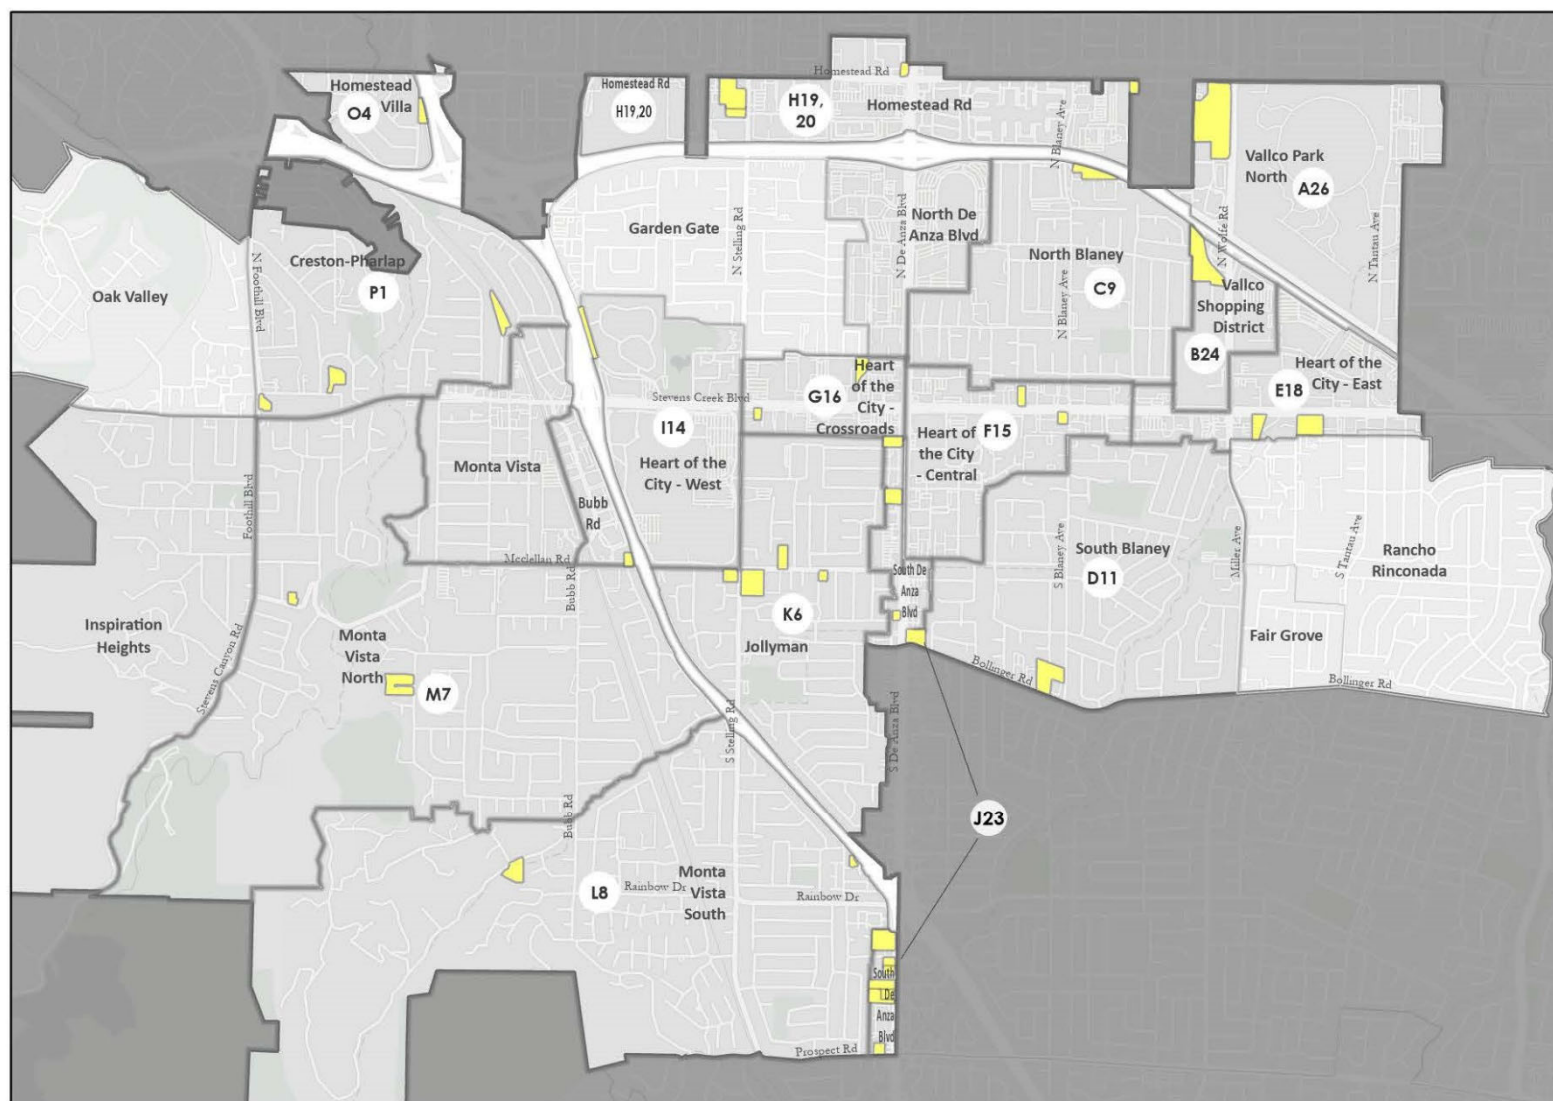 Homestead
Villa
O4
Homestead Rd
H19,20
H19,
20
Homestead Rd
Homestead Rd
N Blaney Ave
Vallco Park
North
A26
N Tantau Ave
N Wolfe Rd
Oak Valley
N Foothill Blvd
Creston-Pharlap
P1
Garden Gate
N Stelling Rd
North De
Anza Blvd
N De Anza Blvd
North Blaney
C9
N Blaney Ave
Vallco
Shopping
District
B24
Heart of the
City - East
E18
Stevens Creek Blvd
G16
Heart
of the
City -
Crossroads
I14
Heart of the
City - West
F15
Heart of
the City
- Central
Monta Vista
Bubb
Rd
Foothill Blvd
Mcclellan Rd
Bubb Rd
South De
Anza
Blvd
S Blaney Ave
South Blaney
D11
Miller Ave
S Tantau Ave
Rancho
Rinconada
Fair Grove
Bollinger Rd
Bollinger Rd
Inspiration
Heights
Stevens Canyon Rd
Monta
Vista
North
M7
K6
Jollyman
S Stelling Rd
S De Anza Blvd
J23
Bubb Rd
L8
Rainbow Dr
Monta
Vista
South
Rainbow Dr
South
De
Anza
Blvd
Prospect Rd